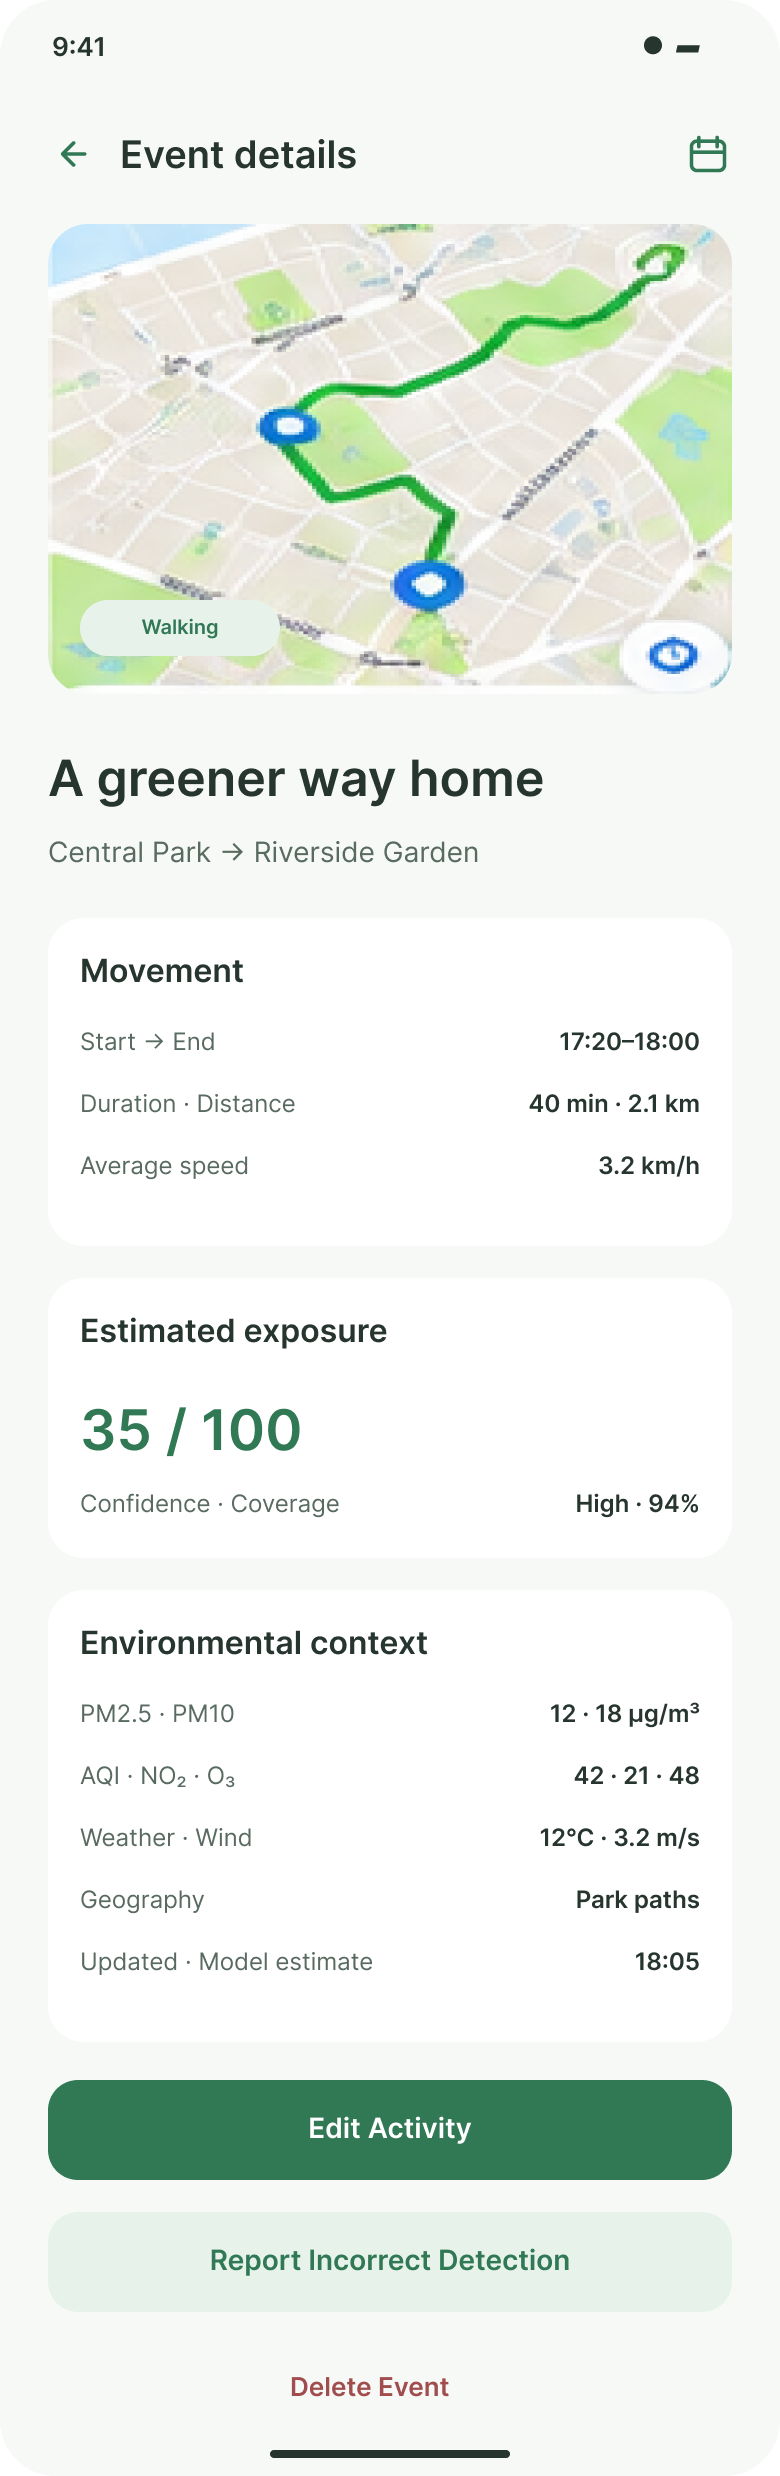 9:41
Event details
Walking
A greener way home
Central Park → Riverside Garden
Movement
Start → End 17:20–18:00
Duration · Distance 40 min · 2.1 km
Average speed 3.2 km/h
Estimated exposure
35 / 100
Confidence · Coverage High · 94%
Environmental context
PM2.5 · PM10 12 · 18 µg/m³
AQI · NO₂ · O₃ 42 · 21 · 48
Weather · Wind 12°C · 3.2 m/s
Geography Park paths
Updated · Model estimate 18:05
Edit Activity
Report Incorrect Detection
Delete Event